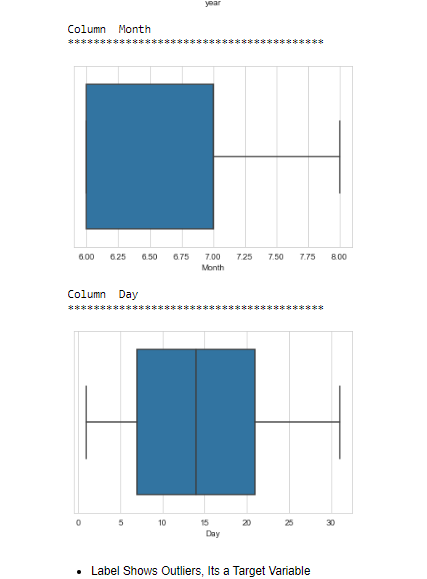 year
Column Month
****************************************
6.00 6.25 6.50 6.75 7.00 7.25 7.50 7.75 8.00
Month
Column Day
****************************************
0 5 10 15 20 25 30
Day
• Label Shows Outliers, Its a Target Variable